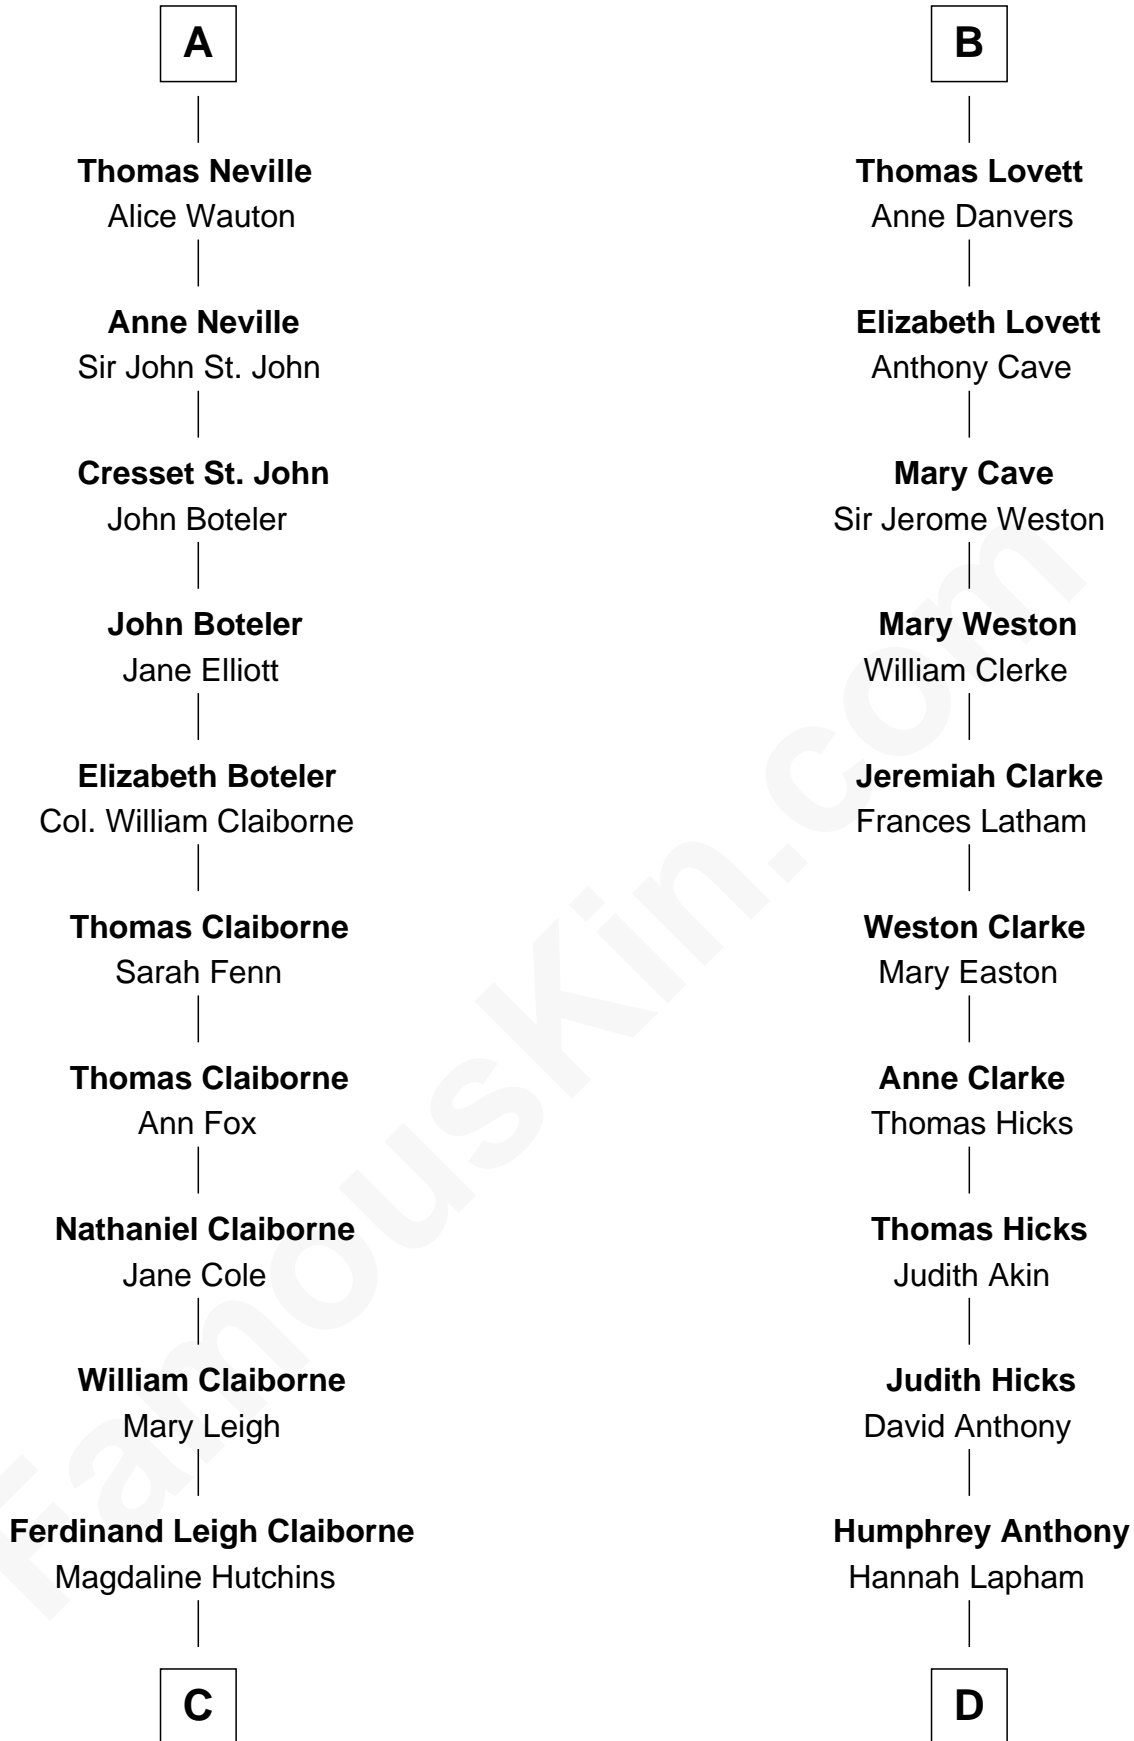 A
Thomas Neville
Alice Wauton
Anne Neville
Sir John St. John
Cresset St. John
John Boteler
John Boteler
Jane Elliott
Elizabeth Boteler
Col. William Claiborne
Thomas Claiborne
Sarah Fenn
Thomas Claiborne
Ann Fox
Nathaniel Claiborne
Jane Cole
William Claiborne
Mary Leigh
Ferdinand Leigh Claiborne
Magdaline Hutchins
C
B
Thomas Lovett
Anne Danvers
Elizabeth Lovett
Anthony Cave
Mary Cave
Sir Jerome Weston
Mary Weston
William Clerke
Jeremiah Clarke
Frances Latham
Weston Clarke
Mary Easton
Anne Clarke
Thomas Hicks
Thomas Hicks
Judith Akin
Judith Hicks
David Anthony
Humphrey Anthony
Hannah Lapham
D
FamousKin.com